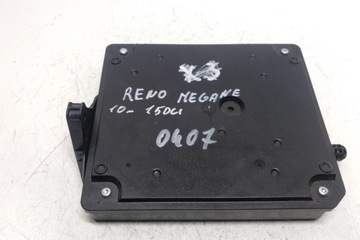 RENO MEGANE
10- 15DCI
0407